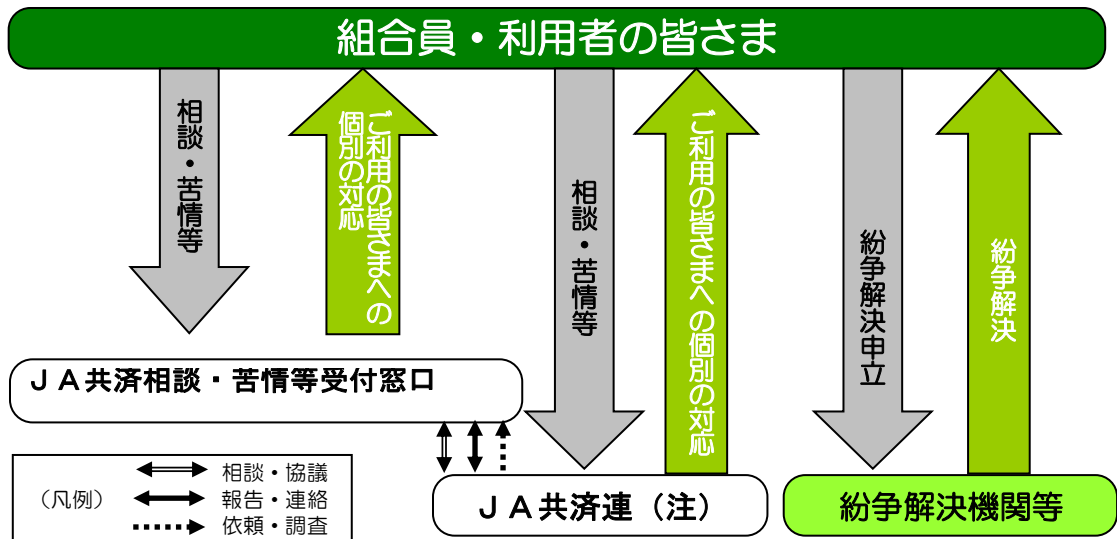 組合員・利用者の皆さま
相談・苦情等
ご利用の皆さまへの
個別の対応
相談・苦情等
ご利用の皆さまへの個別の対応
紛争解決申立
紛争解決
ＪＡ共済相談・苦情等受付窓口
（凡例）
相談・協議
報告・連絡
依頼・調査
ＪＡ共済連（注）
紛争解決機関等